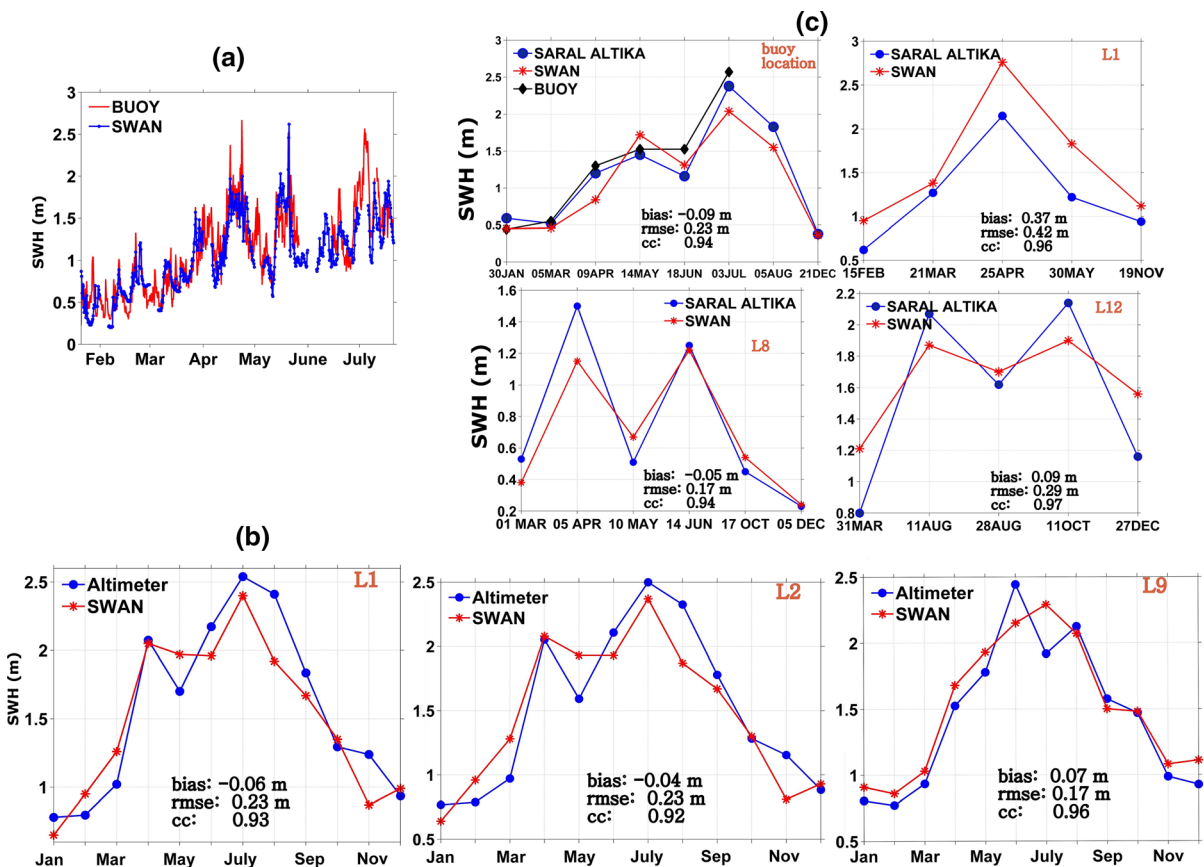 (a)
3
2.5
2
1.5
1
0.5
0
SWH (m)
BUOY
SWAN
Feb Mar Apr May June July
(c)
3
2.5
2
1.5
1
0.5
0
SWH (m)
SARAL ALTIKA
SWAN
BUOY
buoy
location
bias: −0.09 m
rmse: 0.23 m
cc: 0.94
30JAN 05MAR 09APR 14MAY 18JUN 03JUL 05AUG 21DEC
3
2.5
2
1.5
1
0.5
SARAL ALTIKA
SWAN
L1
bias: 0.37 m
rmse: 0.42 m
cc: 0.96
15FEB 21MAR 25APR 30MAY 19NOV
1.6
1.4
1.2
1
0.8
0.6
0.4
0.2
SWH (m)
SARAL ALTIKA
SWAN
L8
bias: −0.05 m
rmse: 0.17 m
cc: 0.94
01 MAR 05 APR 10 MAY 14 JUN 17 OCT 05 DEC
2.2
2
1.8
1.6
1.4
1.2
1
0.8
SARAL ALTIKA
SWAN
L12
bias: 0.09 m
rmse: 0.29 m
cc: 0.97
31MAR 11AUG 28AUG 11OCT 27DEC
(b)
2.5
2
1.5
1
SWH (m)
Altimeter
SWAN
L1
bias: −0.06 m
rmse: 0.23 m
cc: 0.93
Jan Mar May July Sep Nov
2.5
2
1.5
1
0.5
Altimeter
SWAN
L2
bias: −0.04 m
rmse: 0.23 m
cc: 0.92
Jan Mar May July Sep Nov
2.5
2
1.5
1
0.5
Altimeter
SWAN
L9
bias: 0.07 m
rmse: 0.17 m
cc: 0.96
Jan Mar May July Sep Nov